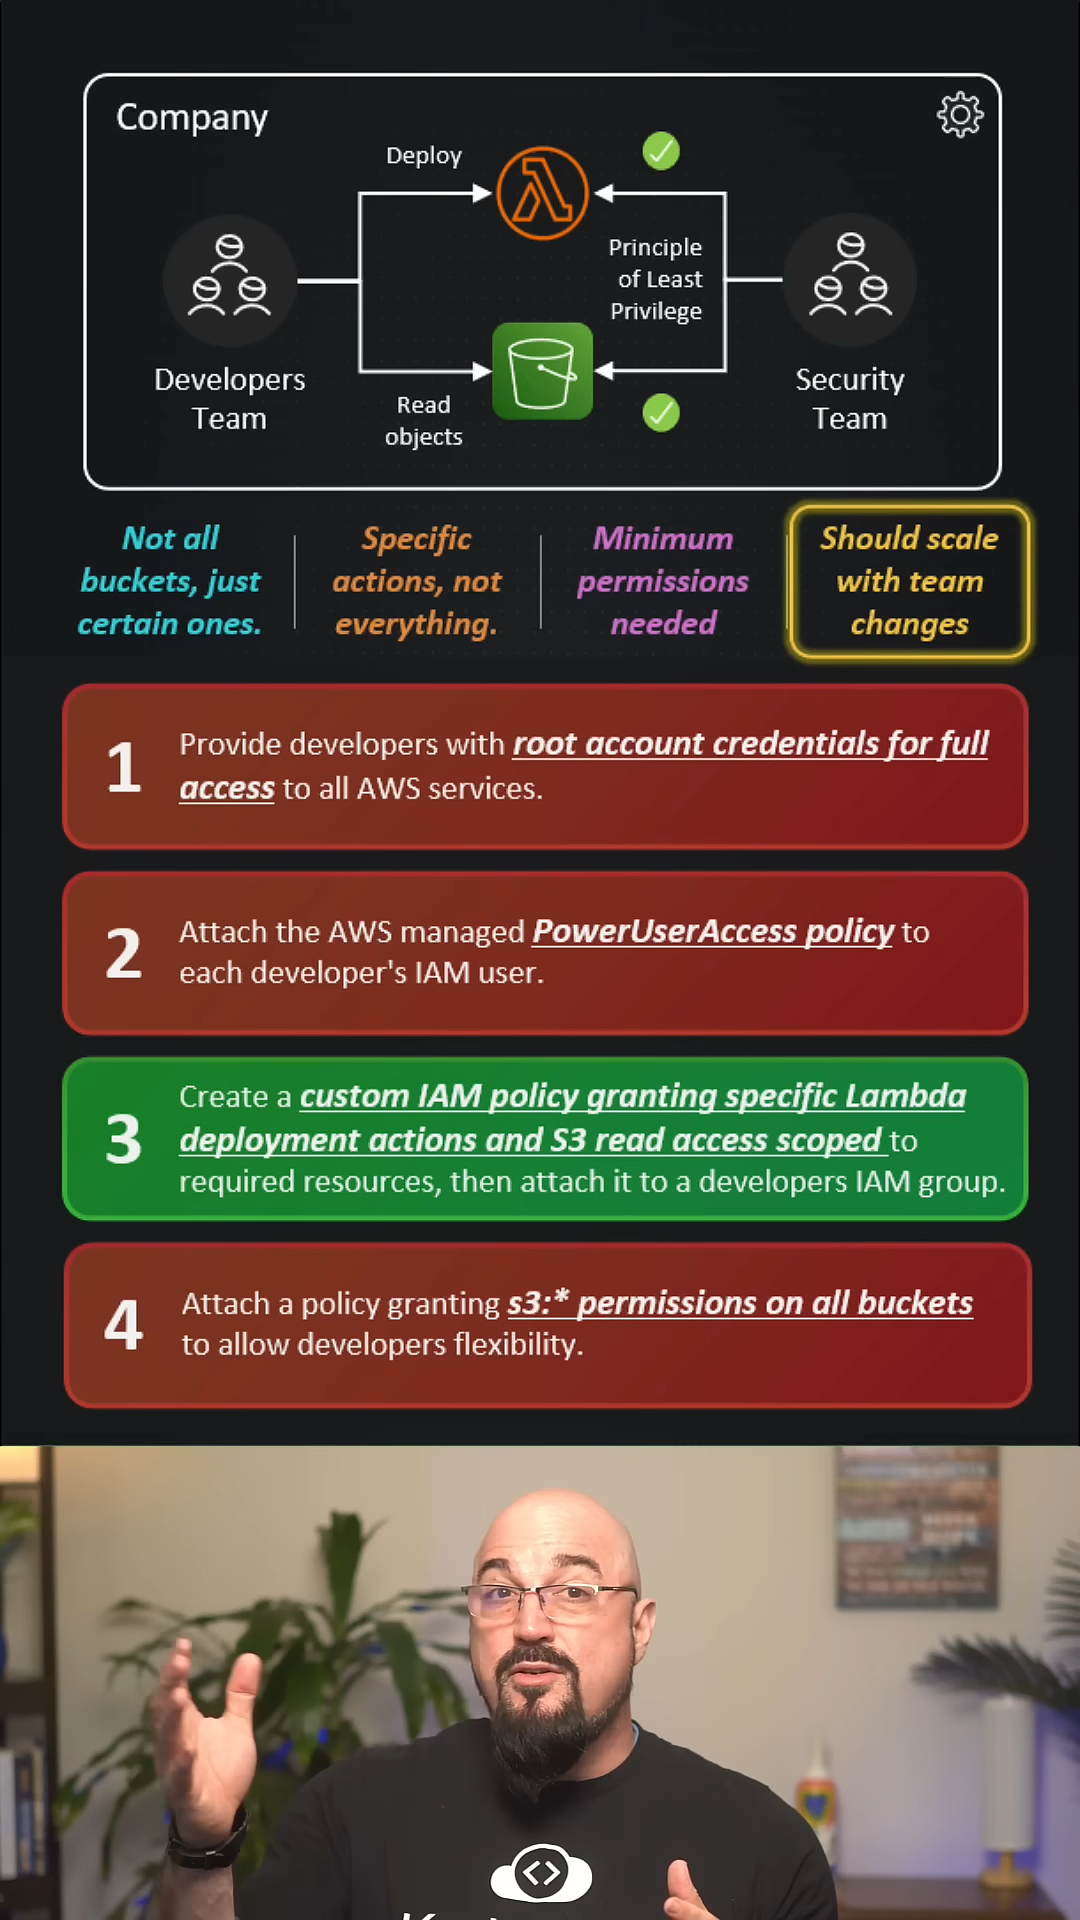 Company
Deploy
Principle
of Least
Privilege
Developers
Team
Security
Team
Read
objects
Not all
buckets, just
certain ones.
Specific
actions, not
everything.
Minimum
permissions
needed
Should scale
with team
changes
1
Provide developers with root account credentials for full
access to all AWS services.
2
Attach the AWS managed PowerUserAccess policy to
each developer's IAM user.
3
Create a custom IAM policy granting specific Lambda
deployment actions and S3 read access scoped to
required resources, then attach it to a developers IAM group.
4
Attach a policy granting s3:* permissions on all buckets
to allow developers flexibility.